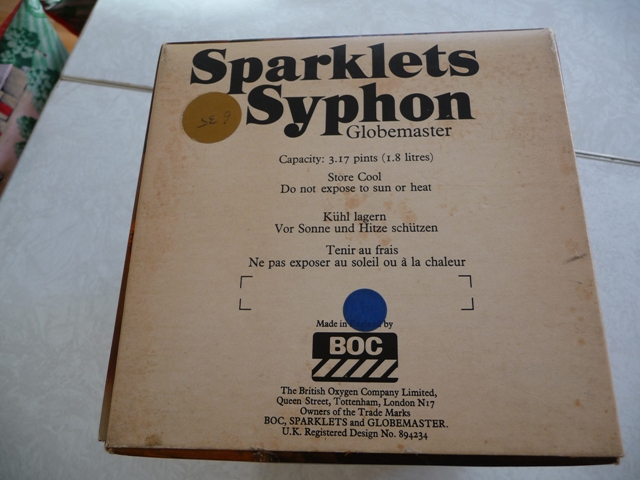 Sparklets
Syphon
Globemaster
Capacity: 3.17 pints (1.8 litres)
Store Cool
Do not expose to sun or heat
Kühl lagern
Vor Sonne und Hitze schützen
Tenir au frais
Ne pas exposer au soleil ou à la chaleur
Made in by
BOC
The British Oxygen Company Limited,
Queen Street, Tottenham, London N17
Owners of the Trade Marks
BOC, SPARKLETS and GLOBEMASTER.
U.K. Registered Design No. 894234